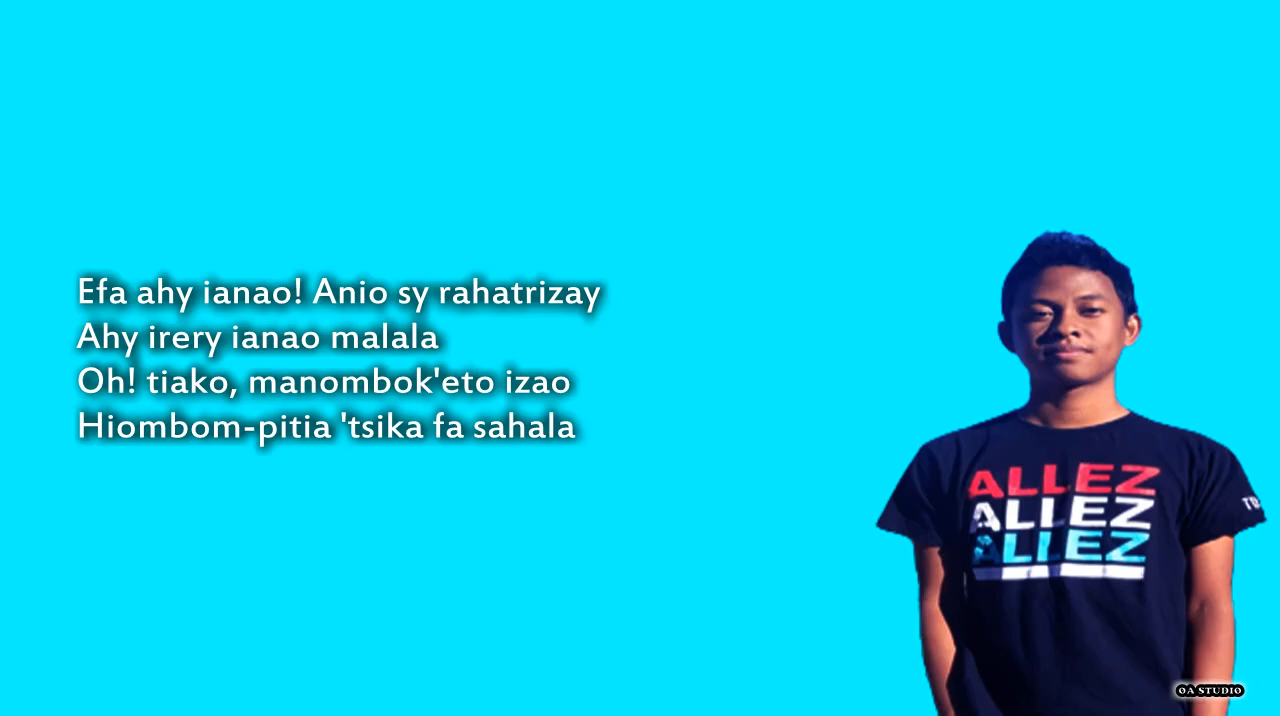 Efa ahy ianao! Anio sy rahatrizay
Ahy irery ianao malala
Oh! tiako, manombok'eto izao
Hiombom-pitia 'tsika fa sahala
ALLEZ
ALLEZ
ALLEZ
OA STUDIO